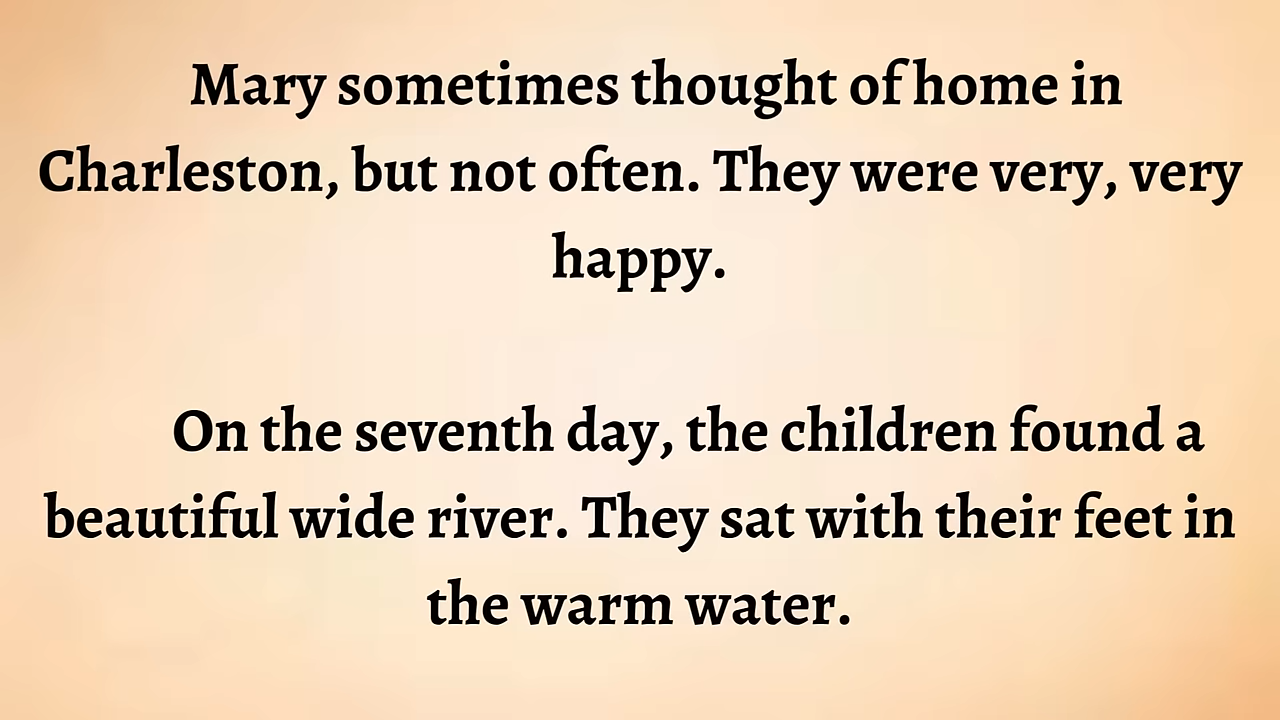 Mary sometimes thought of home in
Charleston, but not often. They were very, very
happy.
On the seventh day, the children found a
beautiful wide river. They sat with their feet in
the warm water.